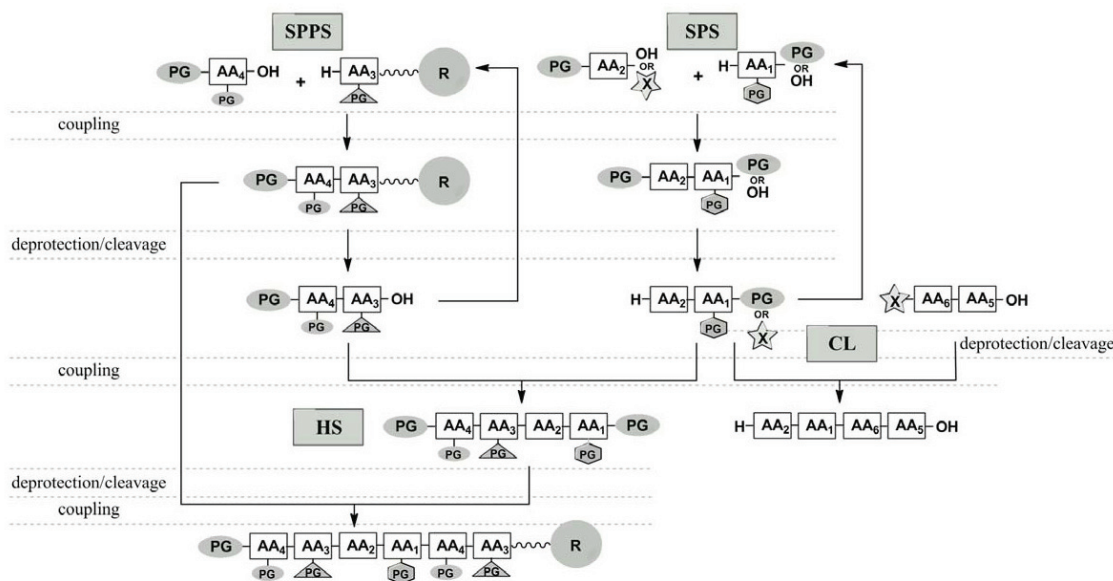 SPPS
SPS
PG AA4 OH + H AA3 R
PG PG
PG AA2 OH OR X + H AA1 PG OR OH
PG
coupling
PG AA4 AA3 R
PG PG
PG AA2 AA1 PG OR OH
PG
deprotection/cleavage
PG AA4 AA3 OH
PG PG
H AA2 AA1 PG OR X
PG
X AA6 AA5 OH
CL
deprotection/cleavage
coupling
HS
PG AA4 AA3 AA2 AA1 PG
PG PG PG
H AA2 AA1 AA6 AA5 OH
deprotection/cleavage
coupling
PG AA4 AA3 AA2 AA1 AA4 AA3 R
PG PG PG PG PG